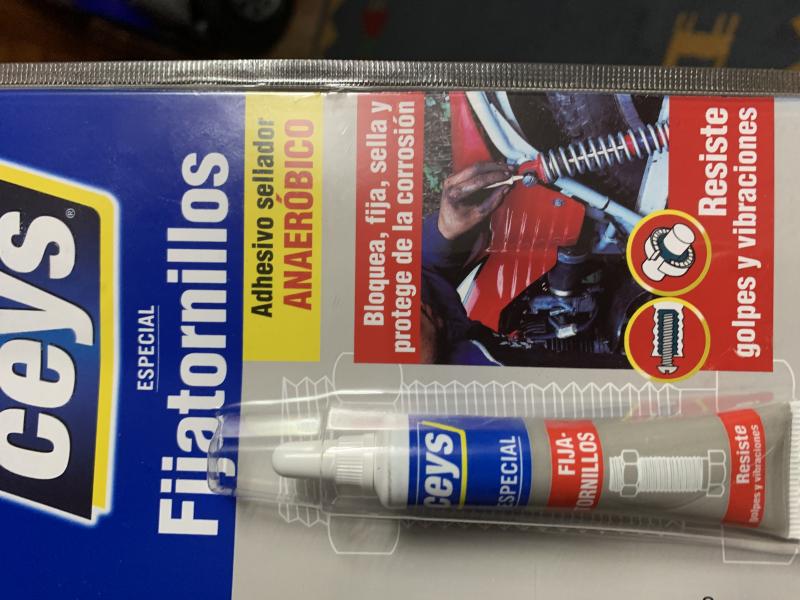 ceys®
ESPECIAL
Fijatornillos
Adhesivo sellador
ANAERÓBICO
Bloquea, fija, sella y
protege de la corrosión
Resiste
golpes y vibraciones
ceys
ESPECIAL
FIJA-
TORNILLOS
Resiste
golpes y vibraciones